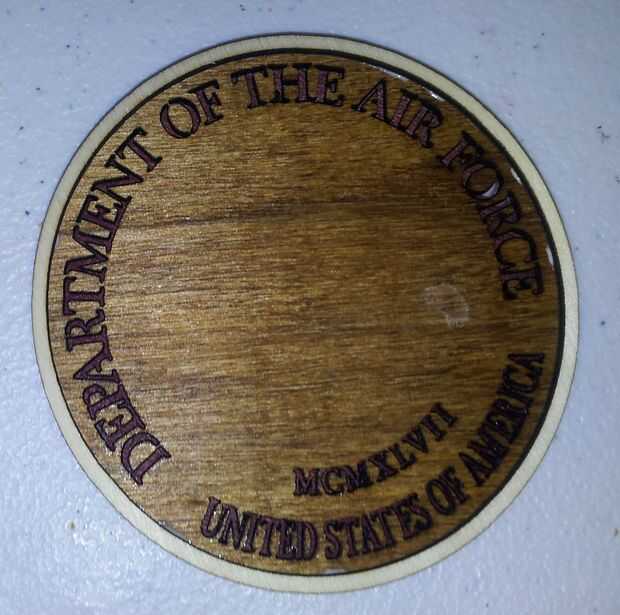 DEPARTMENT OF THE AIR FORCE
MCMXLVII
UNITED STATES OF AMERICA